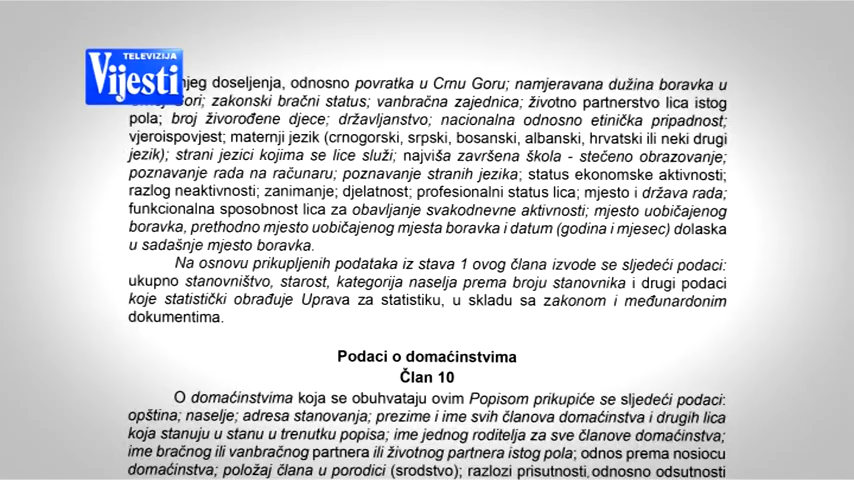 TELEVIZIJA
Vijesti
njeg doseljenja, odnosno povratka u Crnu Goru; namjeravana dužina boravka u
Gori; zakonski bračni status; vanbračna zajednica; životno partnerstvo lica istog
pola; broj živorođene djece; državljanstvo; nacionalna odnosno etinička pripadnost;
vjeroispovjest; maternji jezik (crnogorski, srpski, bosanski, albanski, hrvatski ili neki drugi
jezik); strani jezici kojima se lice služi; najviša završena škola - stečeno obrazovanje;
poznavanje rada na računaru; poznavanje stranih jezika; status ekonomske aktivnosti;
razlog neaktivnosti; zanimanje; djelatnost; profesionalni status lica; mjesto i država rada;
funkcionalna sposobnost lica za obavljanje svakodnevne aktivnosti; mjesto uobičajenog
boravka, prethodno mjesto uobičajenog mjesta boravka i datum (godina i mjesec) dolaska
u sadašnje mjesto boravka.
Na osnovu prikupljenih podataka iz stava 1 ovog člana izvode se sljedeći podaci:
ukupno stanovništvo, starost, kategorija naselja prema broju stanovnika i drugi podaci
koje statistički obrađuje Uprava za statistiku, u skladu sa zakonom i međunardonim
dokumentima.
Podaci o domaćinstvima
Član 10
O domaćinstvima koja se obuhvataju ovim Popisom prikupiće se sljedeći podaci:
opština; naselje; adresa stanovanja; prezime i ime svih članova domaćinstva i drugih lica
koja stanuju u stanu u trenutku popisa; ime jednog roditelja za sve članove domaćinstva;
ime bračnog ili vanbračnog partnera ili životnog partnera istog pola; odnos prema nosiocu
domaćinstva; položaj člana u porodici (srodstvo); razlozi prisutnosti, odnosno odsutnosti